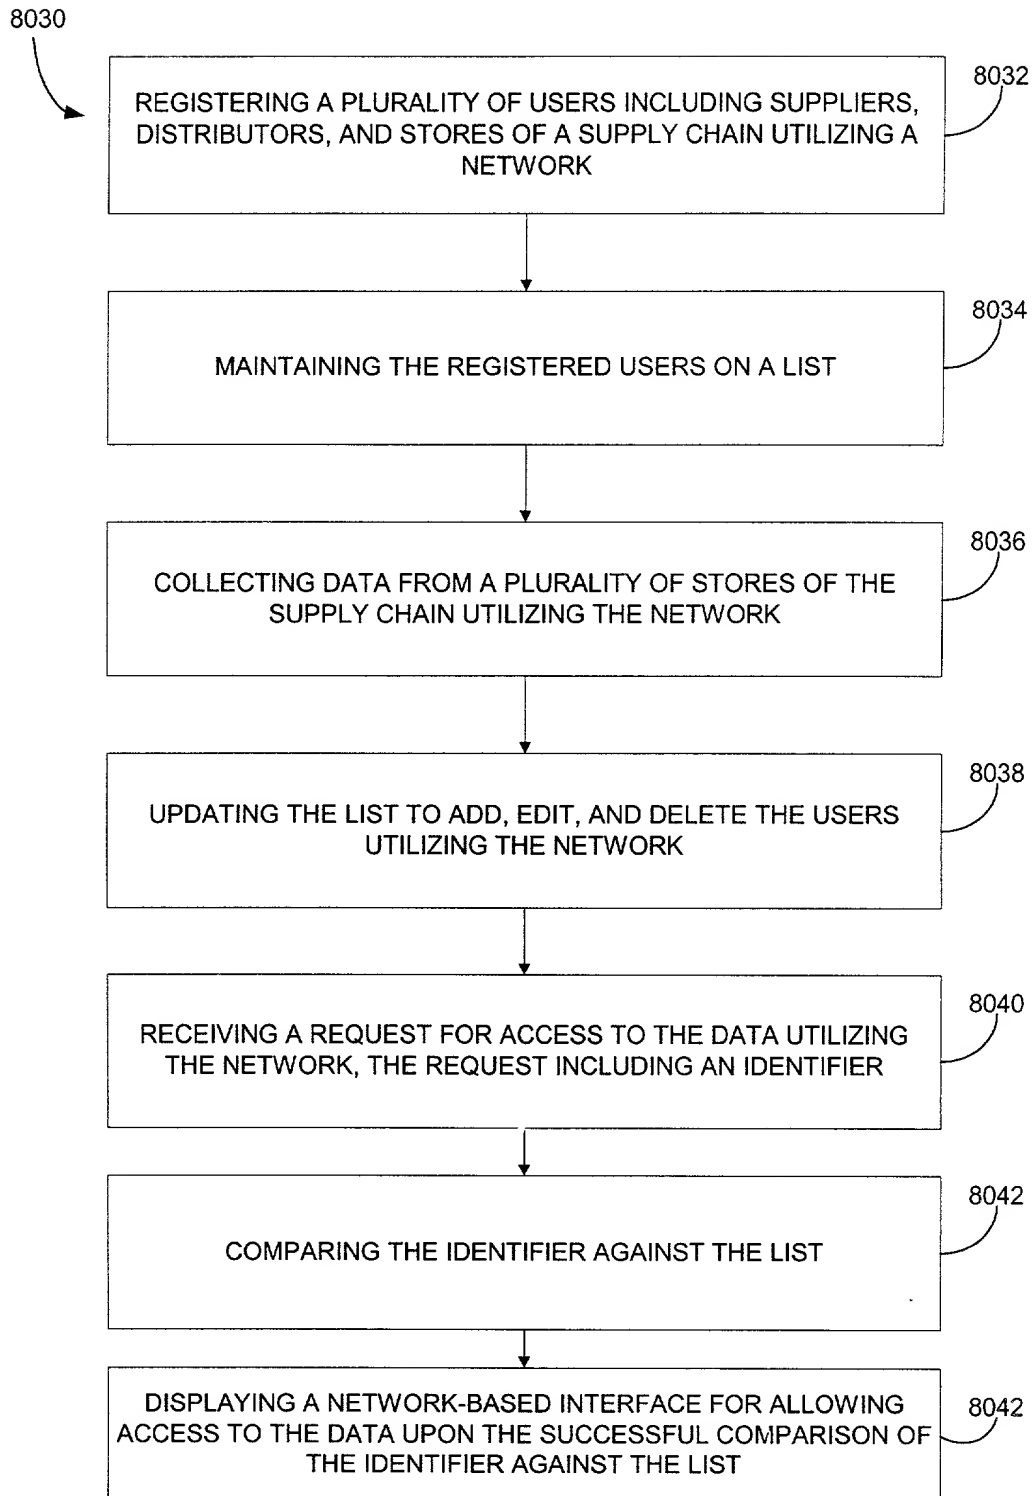 8030
8032
REGISTERING A PLURALITY OF USERS INCLUDING SUPPLIERS,
DISTRIBUTORS, AND STORES OF A SUPPLY CHAIN UTILIZING A
NETWORK
8034
MAINTAINING THE REGISTERED USERS ON A LIST
8036
COLLECTING DATA FROM A PLURALITY OF STORES OF THE
SUPPLY CHAIN UTILIZING THE NETWORK
8038
UPDATING THE LIST TO ADD, EDIT, AND DELETE THE USERS
UTILIZING THE NETWORK
8040
RECEIVING A REQUEST FOR ACCESS TO THE DATA UTILIZING
THE NETWORK, THE REQUEST INCLUDING AN IDENTIFIER
8042
COMPARING THE IDENTIFIER AGAINST THE LIST
8042
DISPLAYING A NETWORK-BASED INTERFACE FOR ALLOWING
ACCESS TO THE DATA UPON THE SUCCESSFUL COMPARISON OF
THE IDENTIFIER AGAINST THE LIST